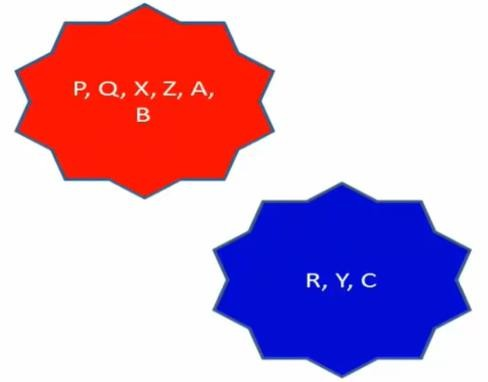 P, Q, X, Z, A,
B
R, Y, C